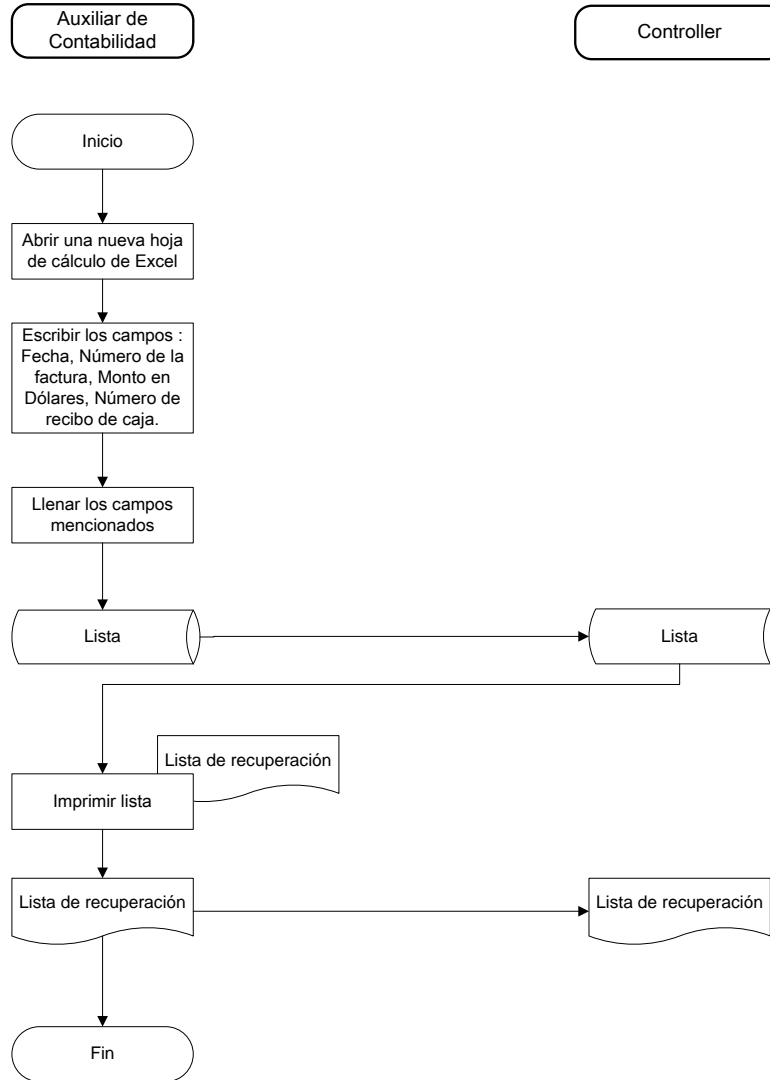 Auxiliar de
Contabilidad
Controller
Inicio
Abrir una nueva hoja
de cálculo de Excel
Escribir los campos :
Fecha, Número de la
factura, Monto en
Dólares, Número de
recibo de caja.
Llenar los campos
mencionados
Lista
Lista
Lista de recuperación
Imprimir lista
Lista de recuperación
Lista de recuperación
Fin